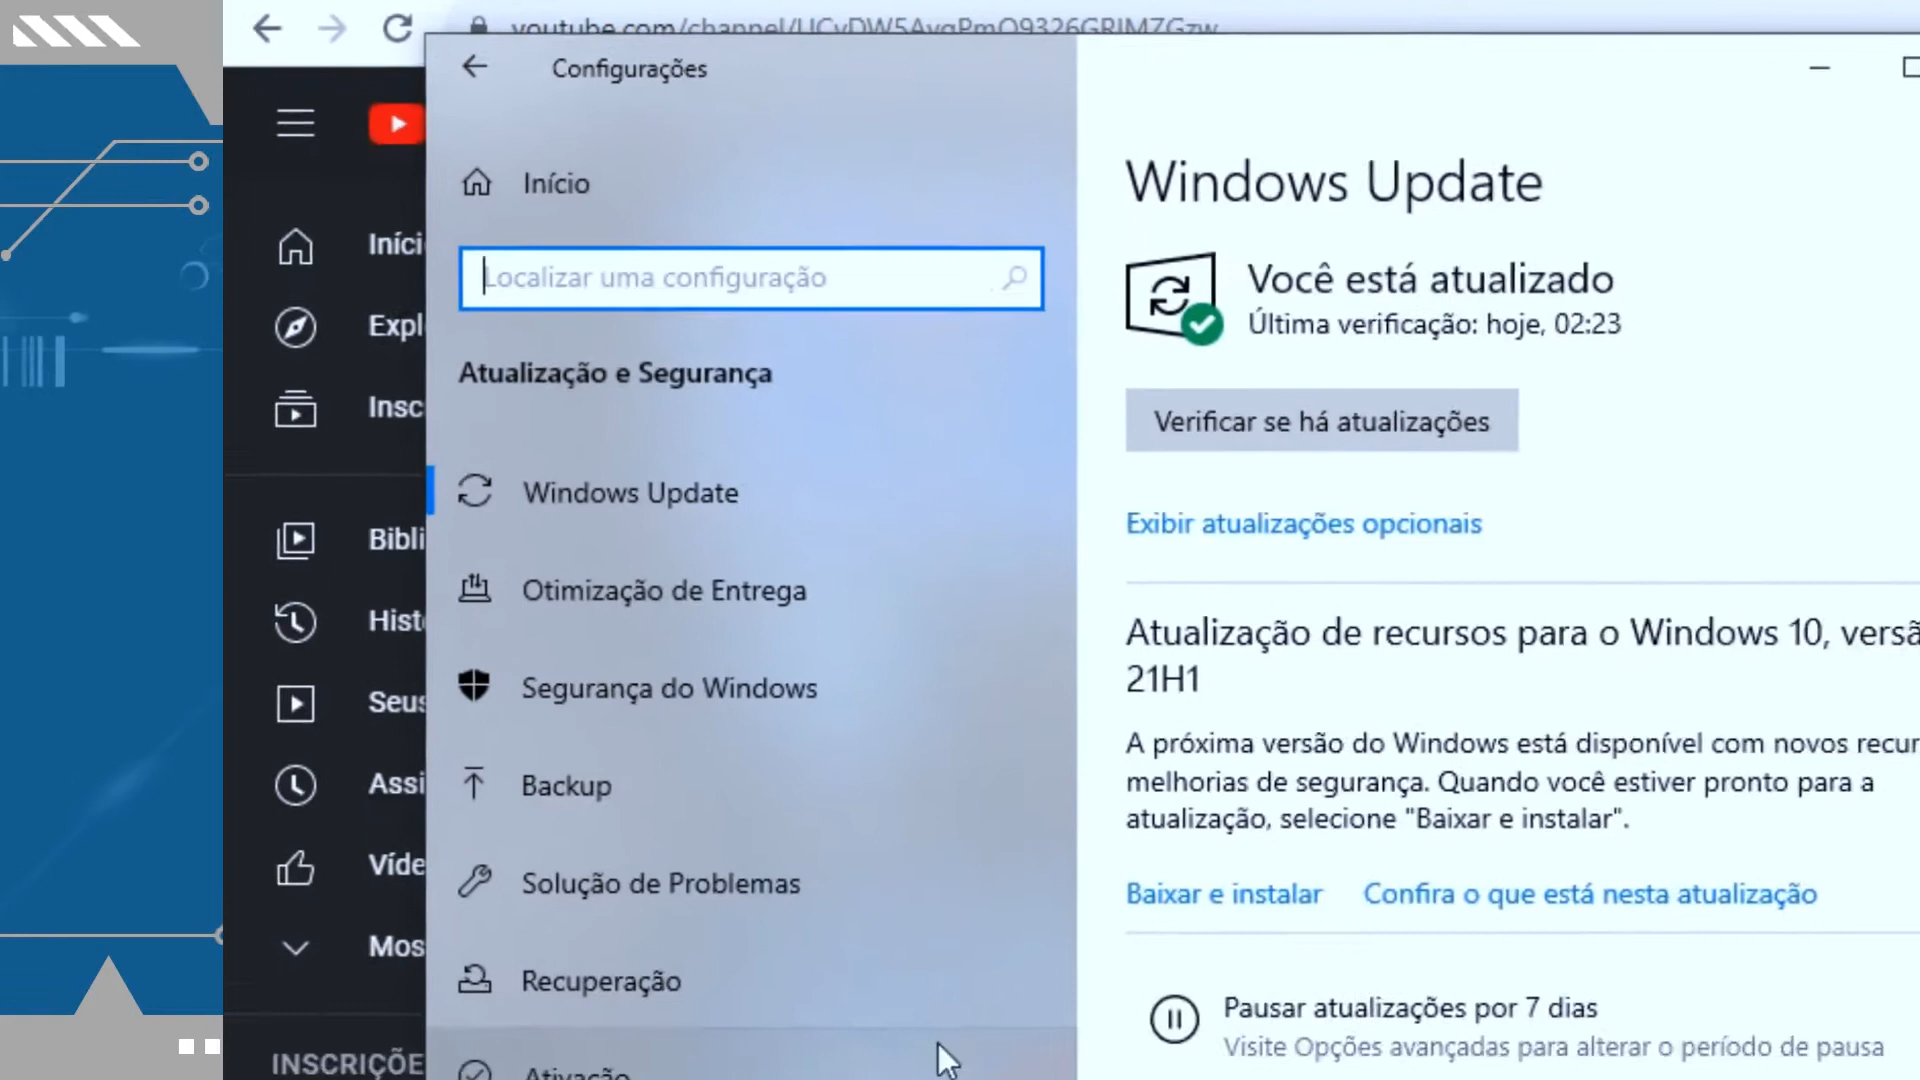 Configurações
Início
Localizar uma configuração
Atualização e Segurança
Windows Update
Otimização de Entrega
Segurança do Windows
Backup
Solução de Problemas
Recuperação
Ativação
Windows Update
Você está atualizado
Última verificação: hoje, 02:23
Verificar se há atualizações
Exibir atualizações opcionais
Atualização de recursos para o Windows 10, versã
21H1
A próxima versão do Windows está disponível com novos recur
melhorias de segurança. Quando você estiver pronto para a
atualização, selecione "Baixar e instalar".
Baixar e instalar Confira o que está nesta atualização
Pausar atualizações por 7 dias
Visite Opções avançadas para alterar o período de pausa
Iníci
Expl
Insc
Bibli
Hist
Seus
Assi
Víde
Mos
INSCRIÇÕE